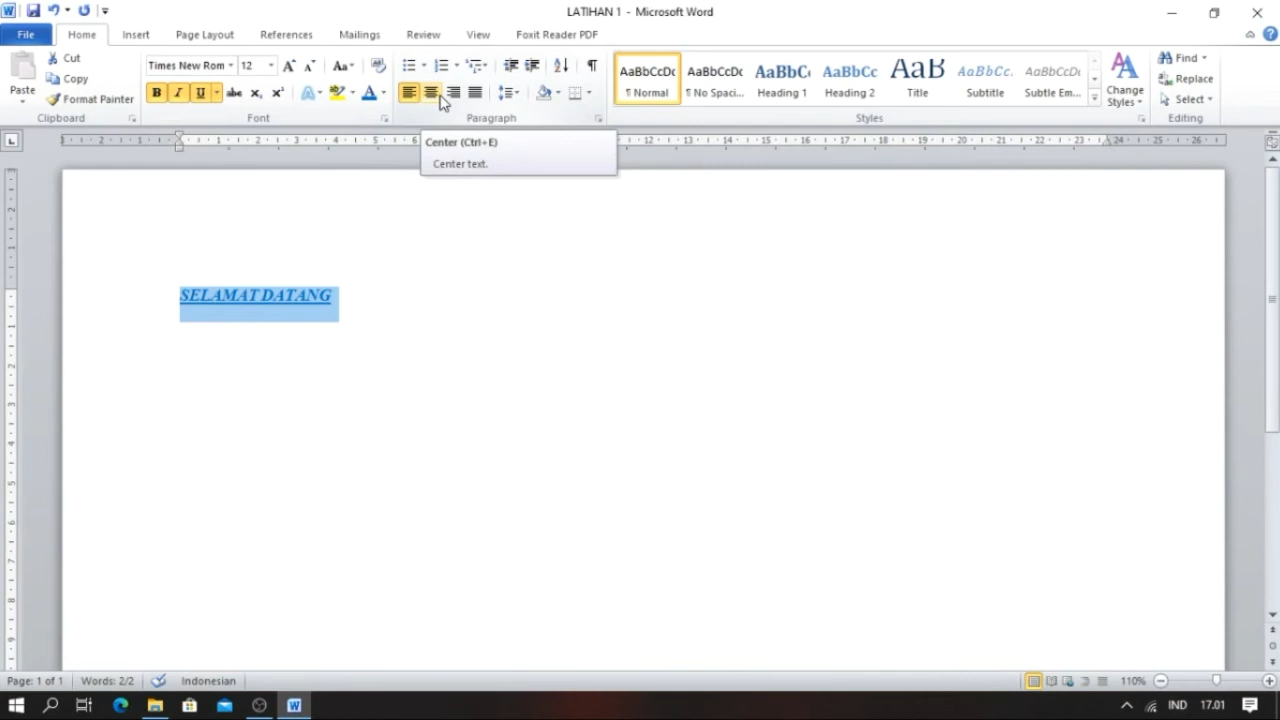 LATIHAN 1 - Microsoft Word
File Home Insert Page Layout References Mailings Review View Foxit Reader PDF
Paste
Cut
Copy
Format Painter
Clipboard
Times New Rom 12
Font
Paragraph
AaBbCcDc ¶ Normal
AaBbCcDc ¶ No Spaci...
AaBbC Heading 1
AaBbCc Heading 2
AaB Title
AaBbCc. Subtitle
AaBbCcDc Subtle Em...
Change Styles
Styles
Find
Replace
Select
Editing
Center (Ctrl+E)
Center text.
SELAMAT DATANG
Page: 1 of 1 Words: 2/2 Indonesian 110%
IND 17.01